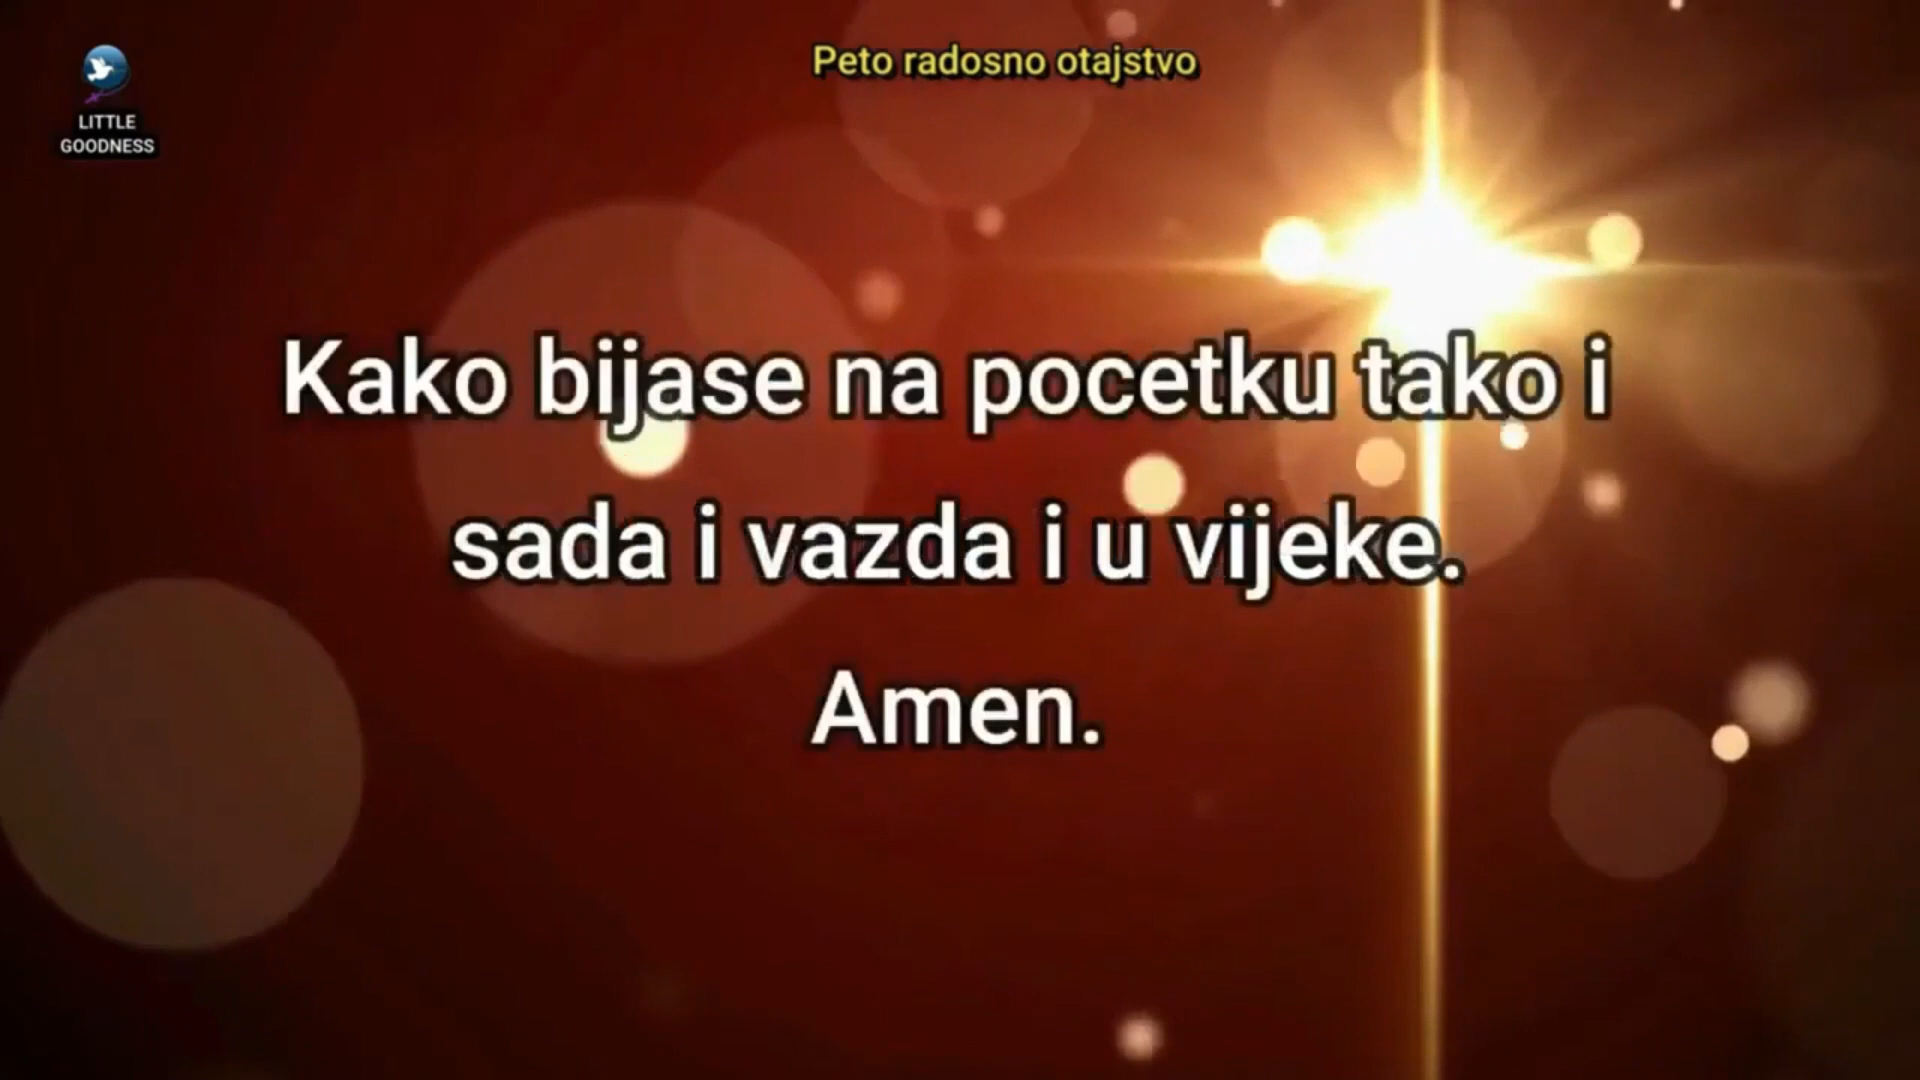 Peto radosno otajstvo
LITTLE
GOODNESS
Kako bijase na pocetku tako i
sada i vazda i u vijeke.
Amen.